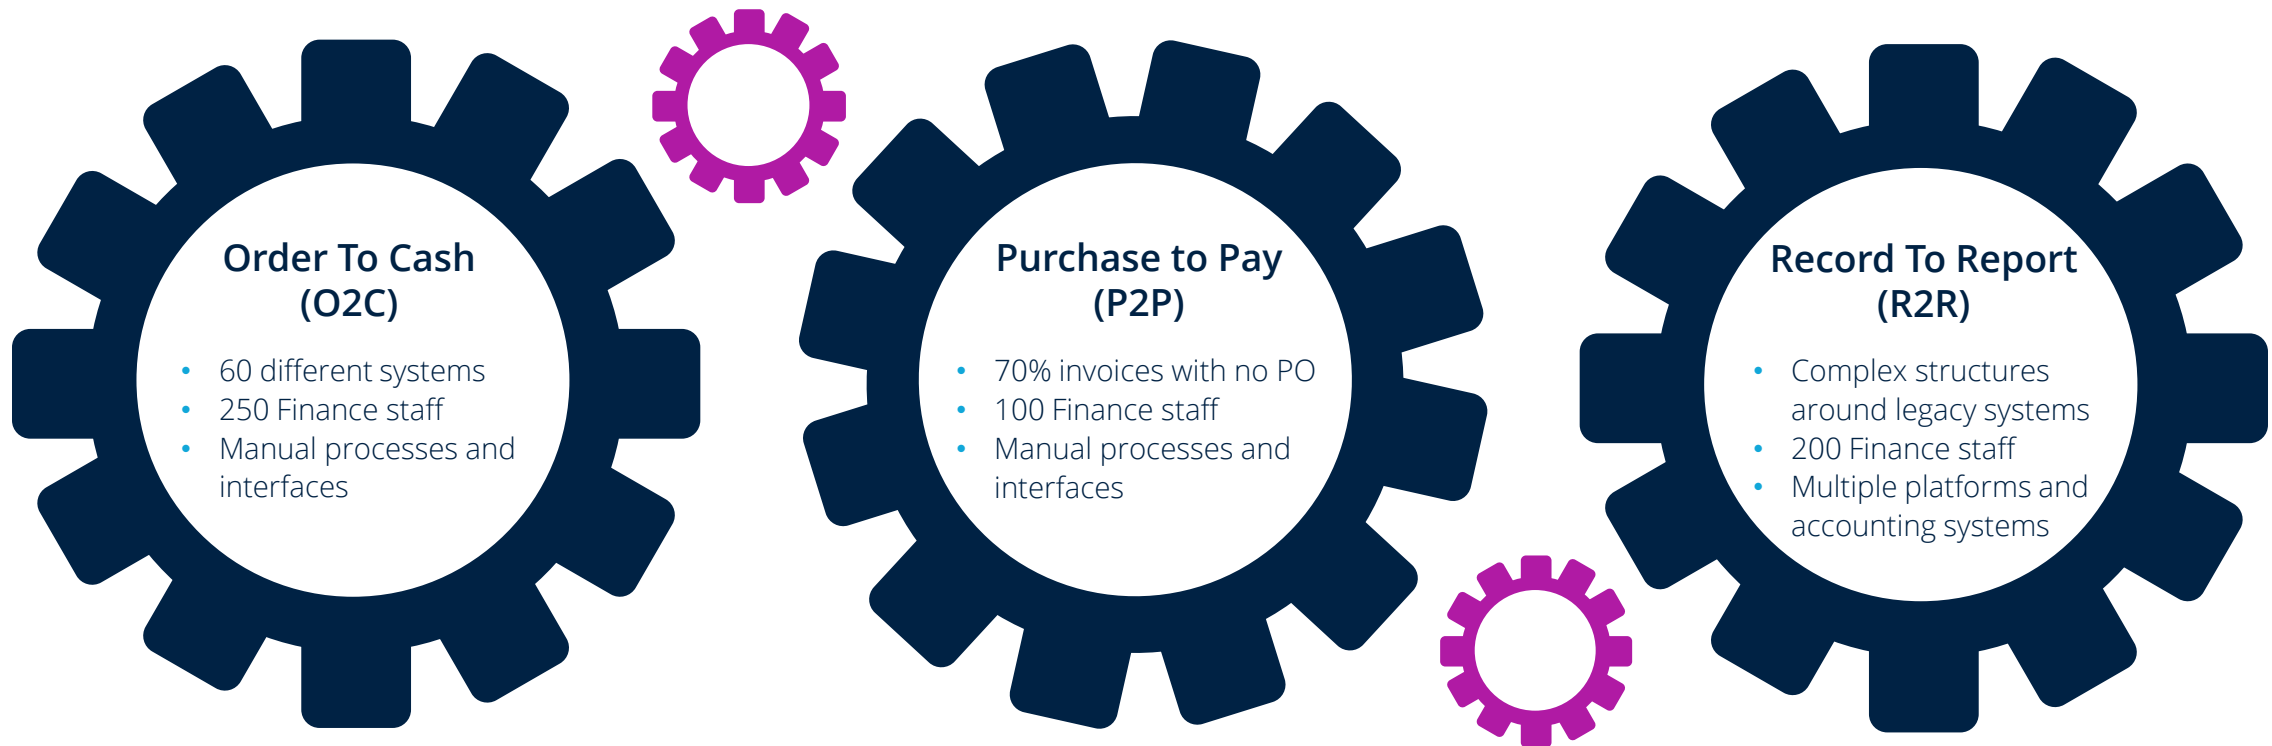 Order To Cash
(O2C)
• 60 different systems
• 250 Finance staff
• Manual processes and
interfaces
Purchase to Pay
(P2P)
• 70% invoices with no PO
• 100 Finance staff
• Manual processes and
interfaces
Record To Report
(R2R)
• Complex structures
around legacy systems
• 200 Finance staff
• Multiple platforms and
accounting systems